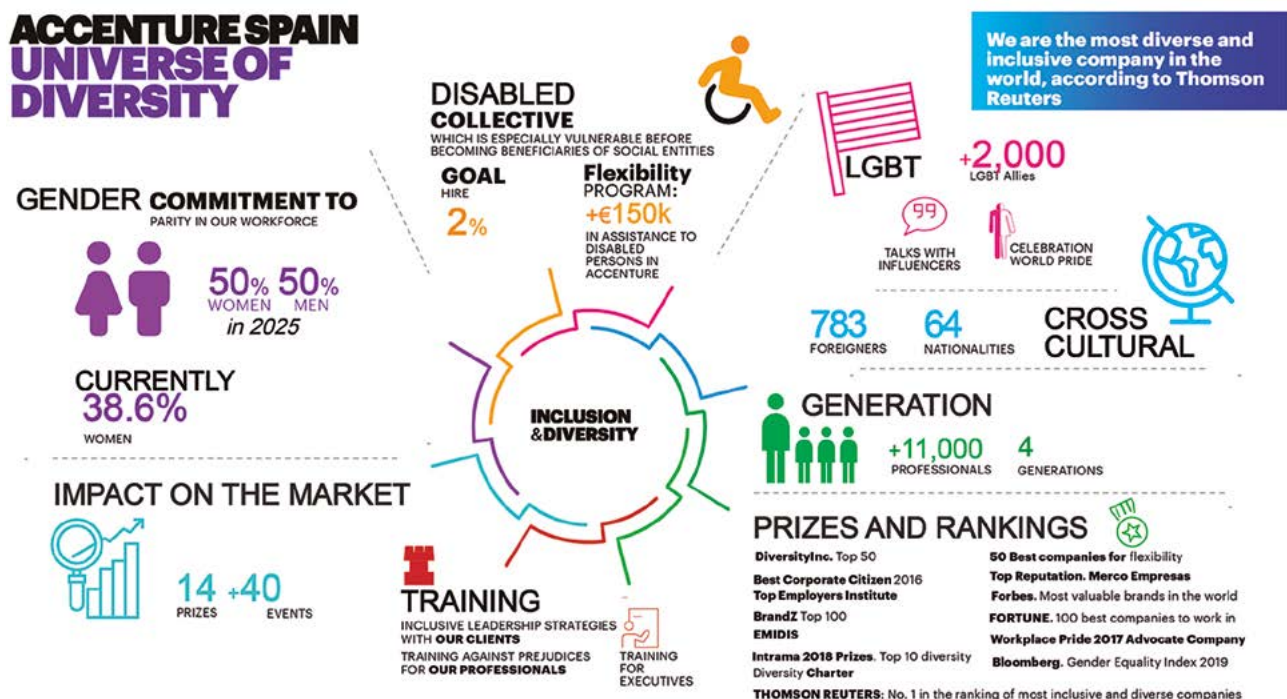 ACCENTURE SPAIN
UNIVERSE OF
DIVERSITY
We are the most diverse and
inclusive company in the
world, according to Thomson
Reuters
GENDER COMMITMENT TO
PARITY IN OUR WORKFORCE
50% 50%
WOMEN MEN
in 2025
CURRENTLY
38.6%
WOMEN
DISABLED
COLLECTIVE
WHICH IS ESPECIALLY VULNERABLE BEFORE
BECOMING BENEFICIARIES OF SOCIAL ENTITIES
GOAL
HIRE
2%
Flexibility
PROGRAM:
+€150k
IN ASSISTANCE TO
DISABLED
PERSONS IN
ACCENTURE
LGBT
+2,000
LGBT Allies
TALKS WITH
INFLUENCERS
CELEBRATION
WORLD PRIDE
783
FOREIGNERS
64
NATIONALITIES
CROSS
CULTURAL
INCLUSION
&DIVERSITY
GENERATION
+11,000
PROFESSIONALS
4
GENERATIONS
IMPACT ON THE MARKET
14
PRIZES
+40
EVENTS
TRAINING
INCLUSIVE LEADERSHIP STRATEGIES
WITH OUR CLIENTS
TRAINING AGAINST PREJUDICES
FOR OUR PROFESSIONALS
TRAINING
FOR
EXECUTIVES
PRIZES AND RANKINGS
DiversityInc. Top 50
Best Corporate Citizen 2016
Top Employers Institute
BrandZ Top 100
EMIDIS
Intrama 2018 Prizes. Top 10 diversity
Diversity Charter
50 Best companies for flexibility
Top Reputation. Merco Empresas
Forbes. Most valuable brands in the world
FORTUNE. 100 best companies to work in
Workplace Pride 2017 Advocate Company
Bloomberg. Gender Equality Index 2019
THOMSON REUTERS: No. 1 in the ranking of most inclusive and diverse companies